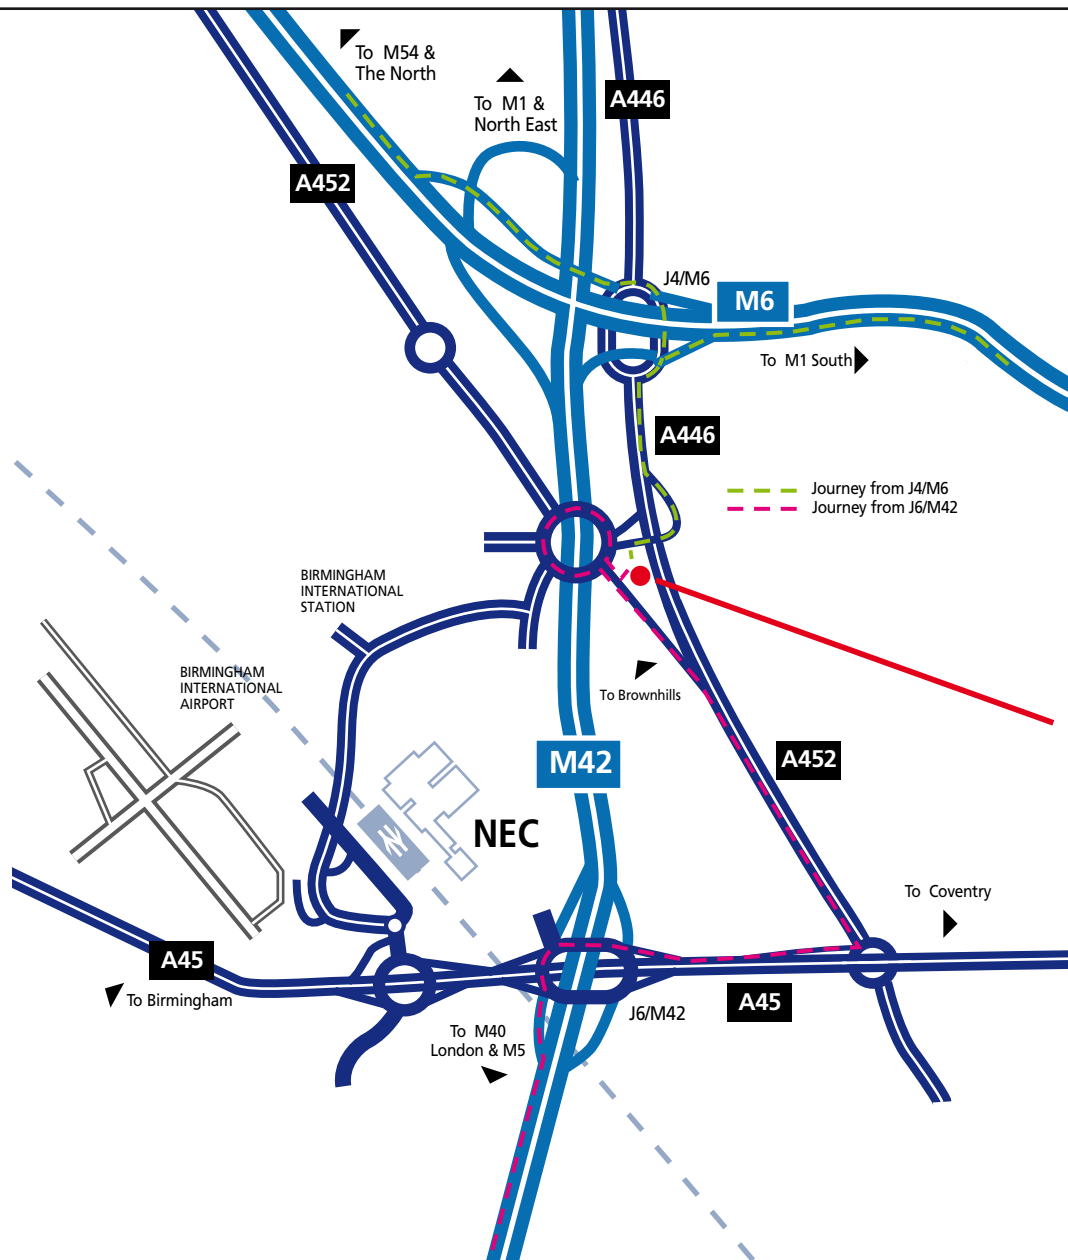 To M54 &
The North
To M1 &
North East
A446
A452
J4/M6
M6
To M1 South
A446
Journey from J4/M6
Journey from J6/M42
BIRMINGHAM
INTERNATIONAL
STATION
BIRMINGHAM
INTERNATIONAL
AIRPORT
To Brownhills
M42
A452
NEC
To Coventry
A45
To Birmingham
A45
J6/M42
To M40
London & M5